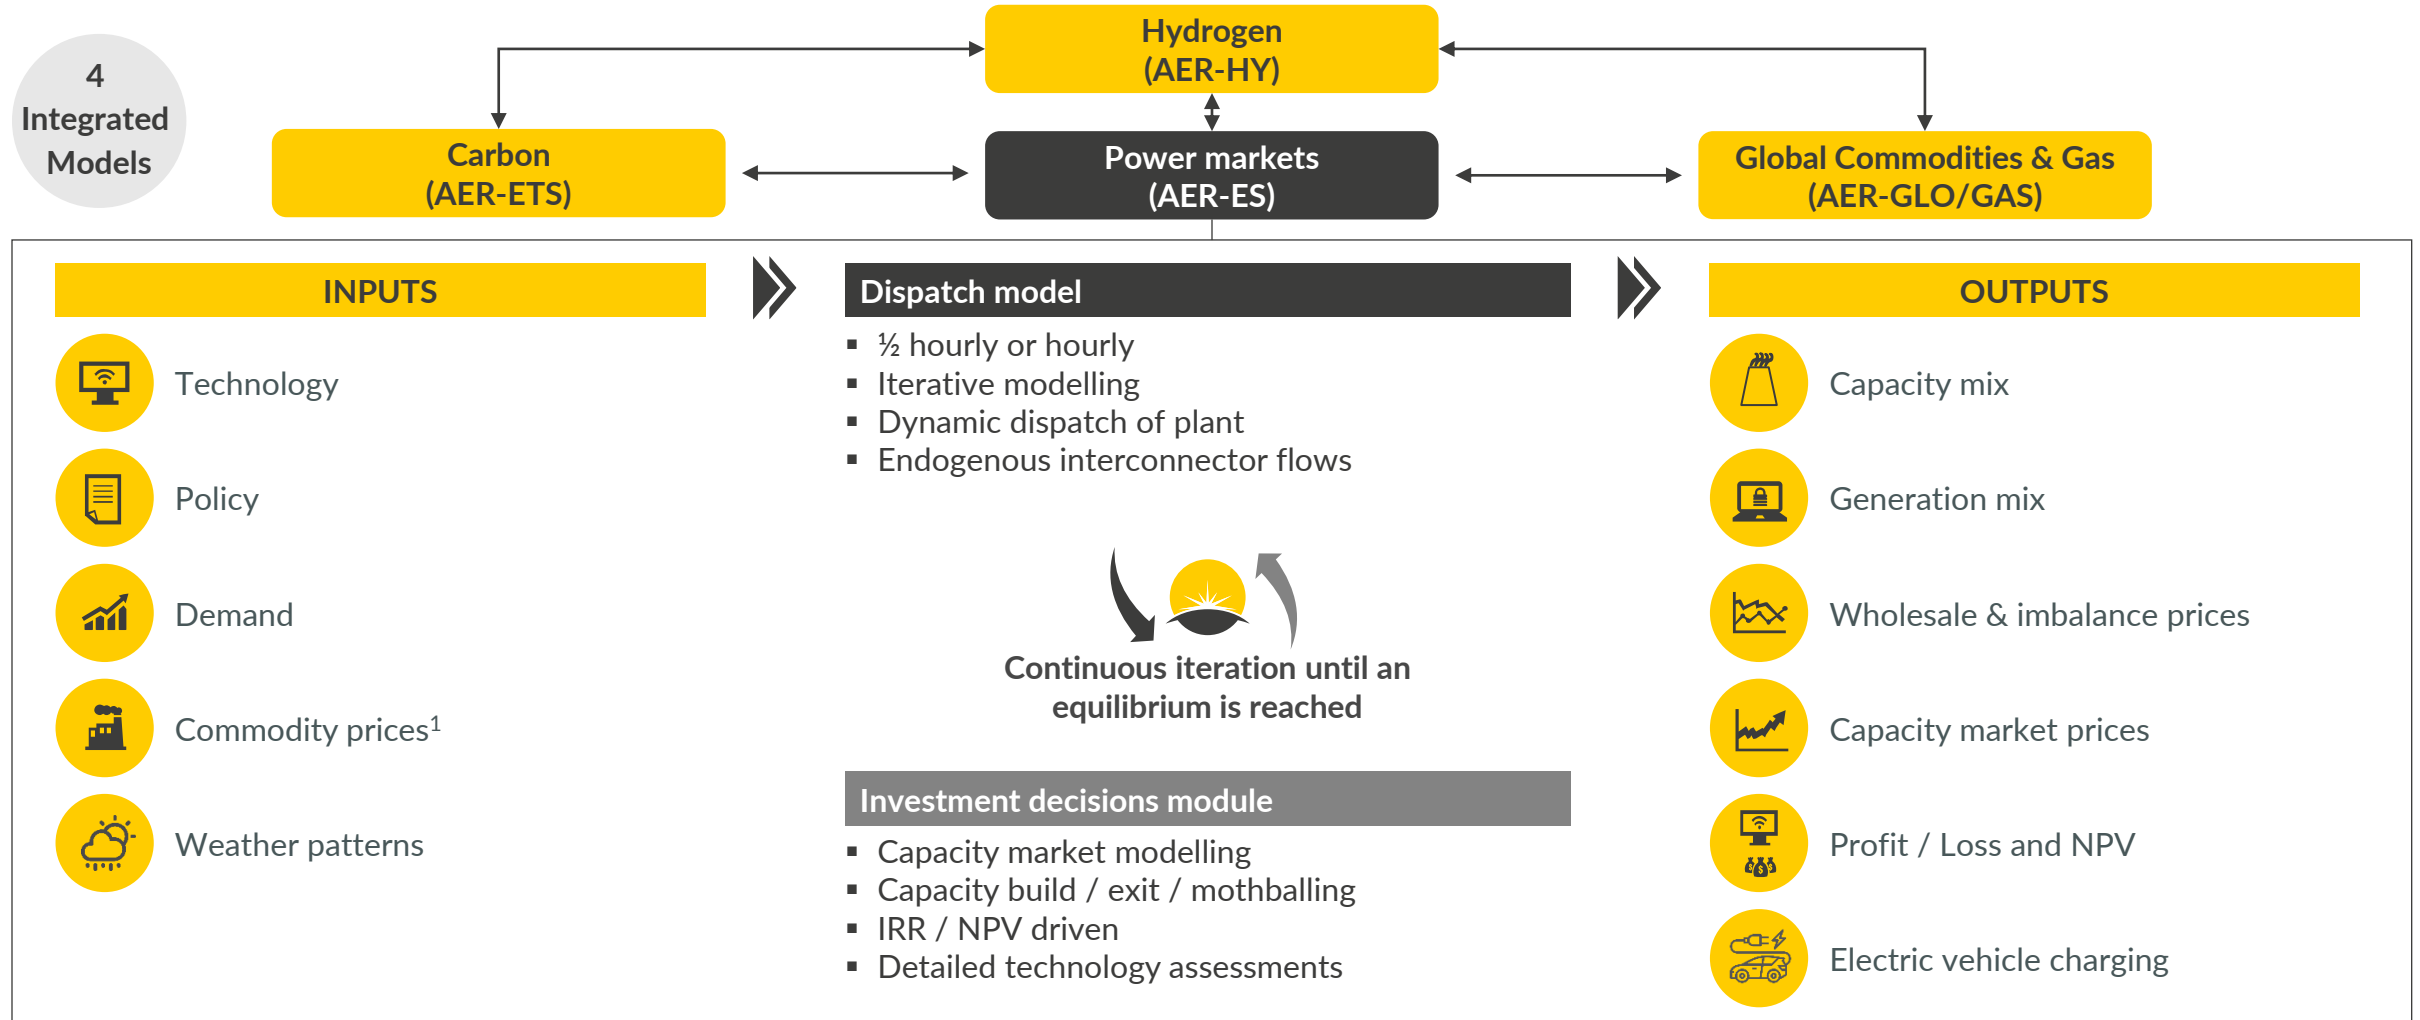 4
Integrated
Models
Hydrogen
(AER-HY)
Carbon
(AER-ETS)
Power markets
(AER-ES)
Global Commodities & Gas
(AER-GLO/GAS)
INPUTS
Technology
Policy
Demand
Commodity prices¹
Weather patterns
Dispatch model
▪ ½ hourly or hourly
▪ Iterative modelling
▪ Dynamic dispatch of plant
▪ Endogenous interconnector flows
Continuous iteration until an
equilibrium is reached
Investment decisions module
▪ Capacity market modelling
▪ Capacity build / exit / mothballing
▪ IRR / NPV driven
▪ Detailed technology assessments
OUTPUTS
Capacity mix
Generation mix
Wholesale & imbalance prices
Capacity market prices
Profit / Loss and NPV
Electric vehicle charging